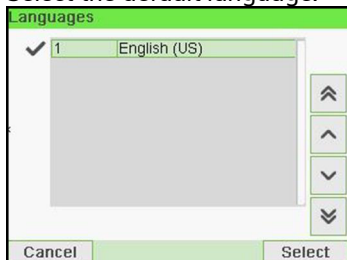 Select the default language.
Languages
1 English (US)
Cancel Select